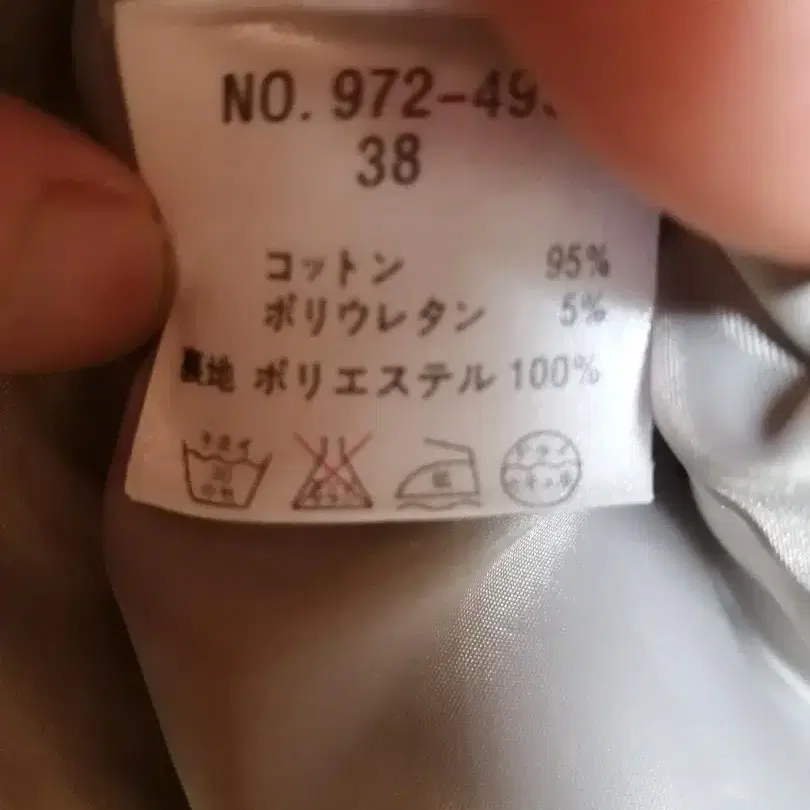 NO. 972-49
38
コットン 95%
ポリウレタン 5%
裏地 ポリエステル 100%